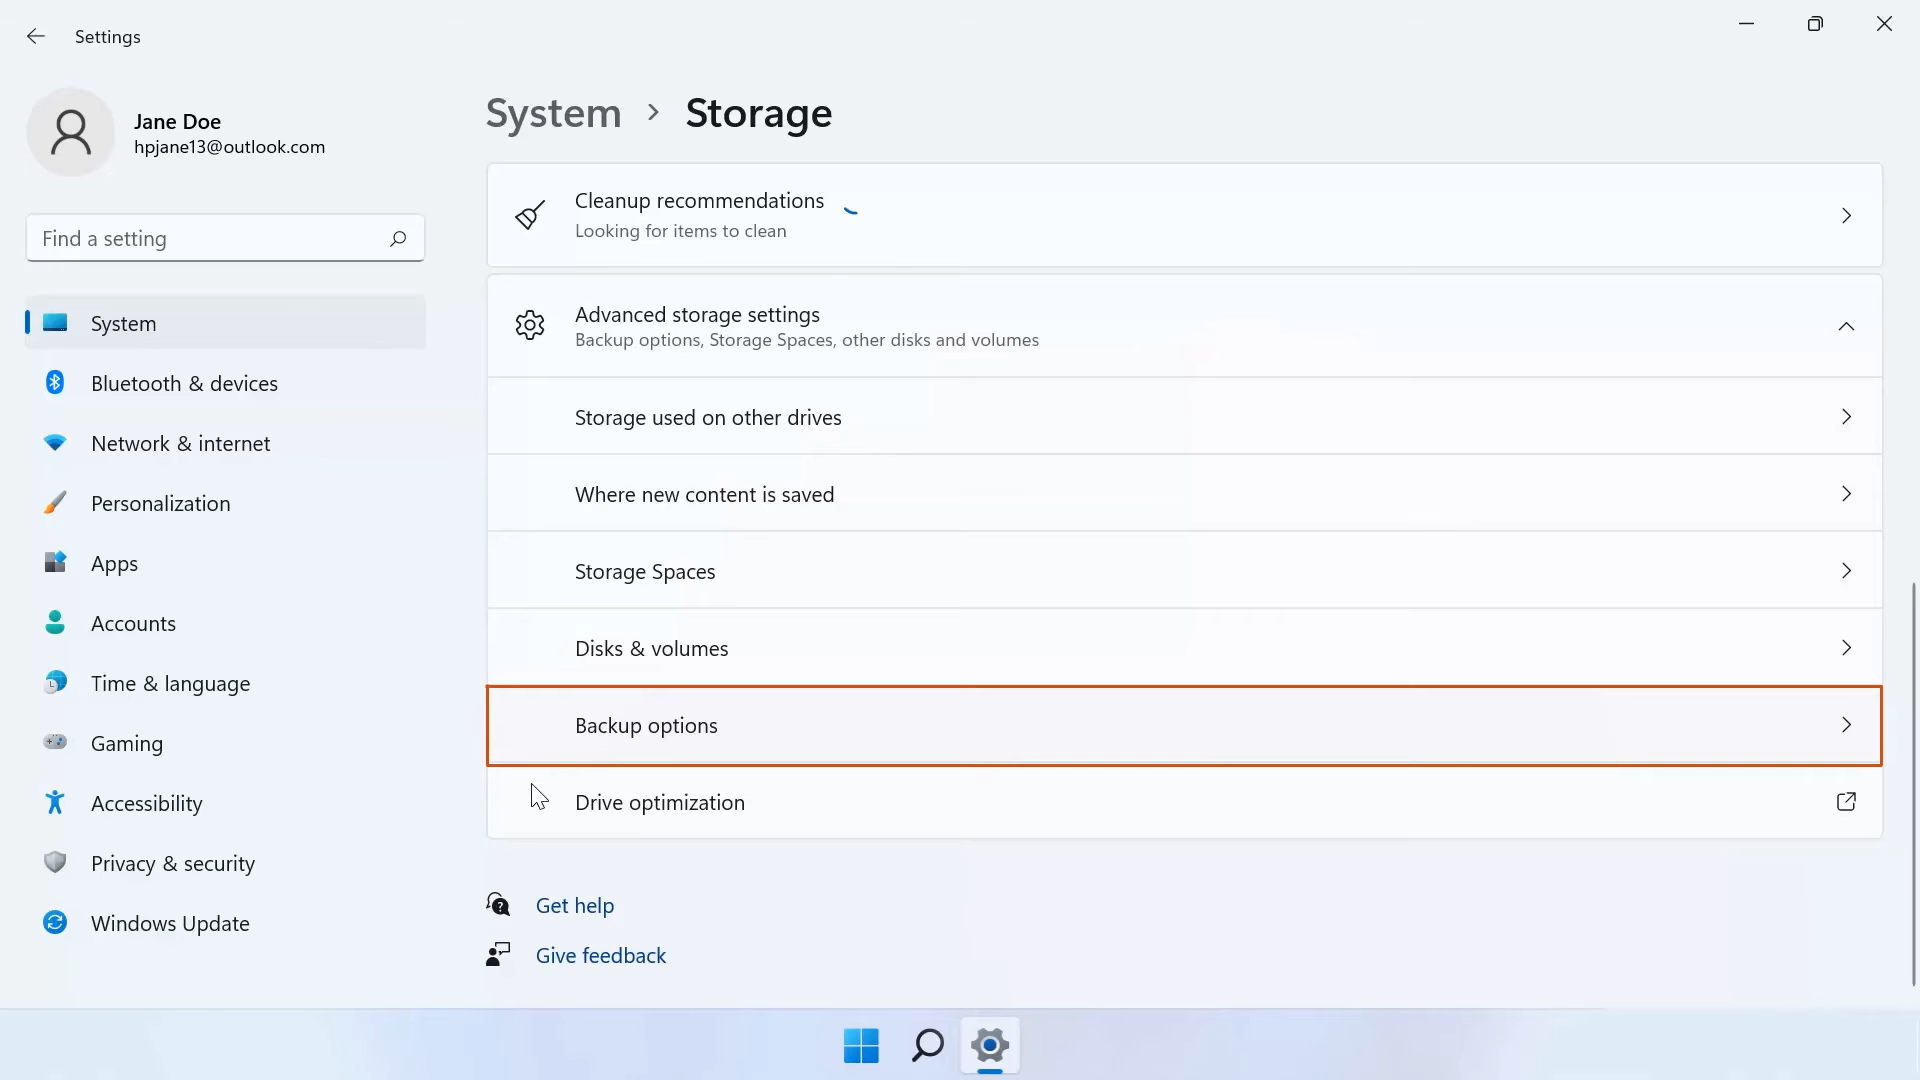 Settings
Jane Doe
hpjane13@outlook.com
Find a setting
System
Bluetooth & devices
Network & internet
Personalization
Apps
Accounts
Time & language
Gaming
Accessibility
Privacy & security
Windows Update
System > Storage
Cleanup recommendations
Looking for items to clean
Advanced storage settings
Backup options, Storage Spaces, other disks and volumes
Storage used on other drives
Where new content is saved
Storage Spaces
Disks & volumes
Backup options
Drive optimization
Get help
Give feedback